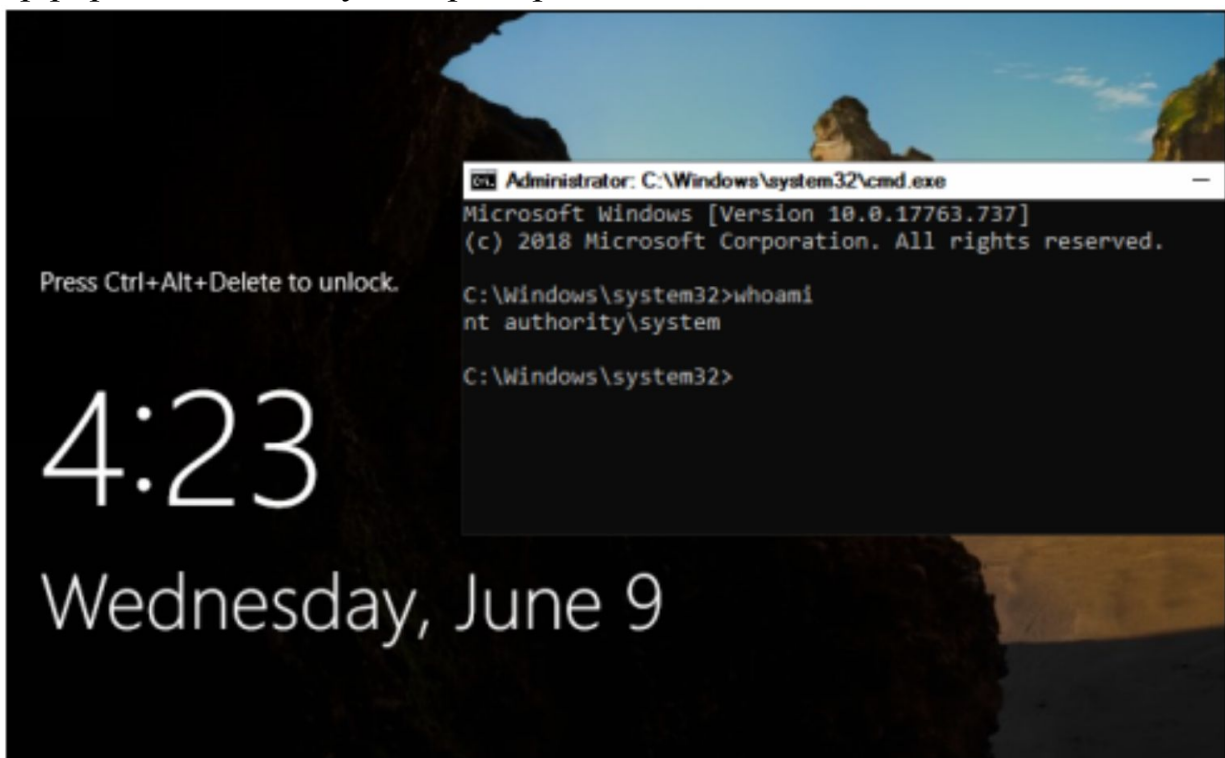 Press Ctrl+Alt+Delete to unlock.
4:23
Wednesday, June 9
Administrator: C:\Windows\system32\cmd.exe
Microsoft Windows [Version 10.0.17763.737]
(c) 2018 Microsoft Corporation. All rights reserved.
C:\Windows\system32>whoami
nt authority\system
C:\Windows\system32>